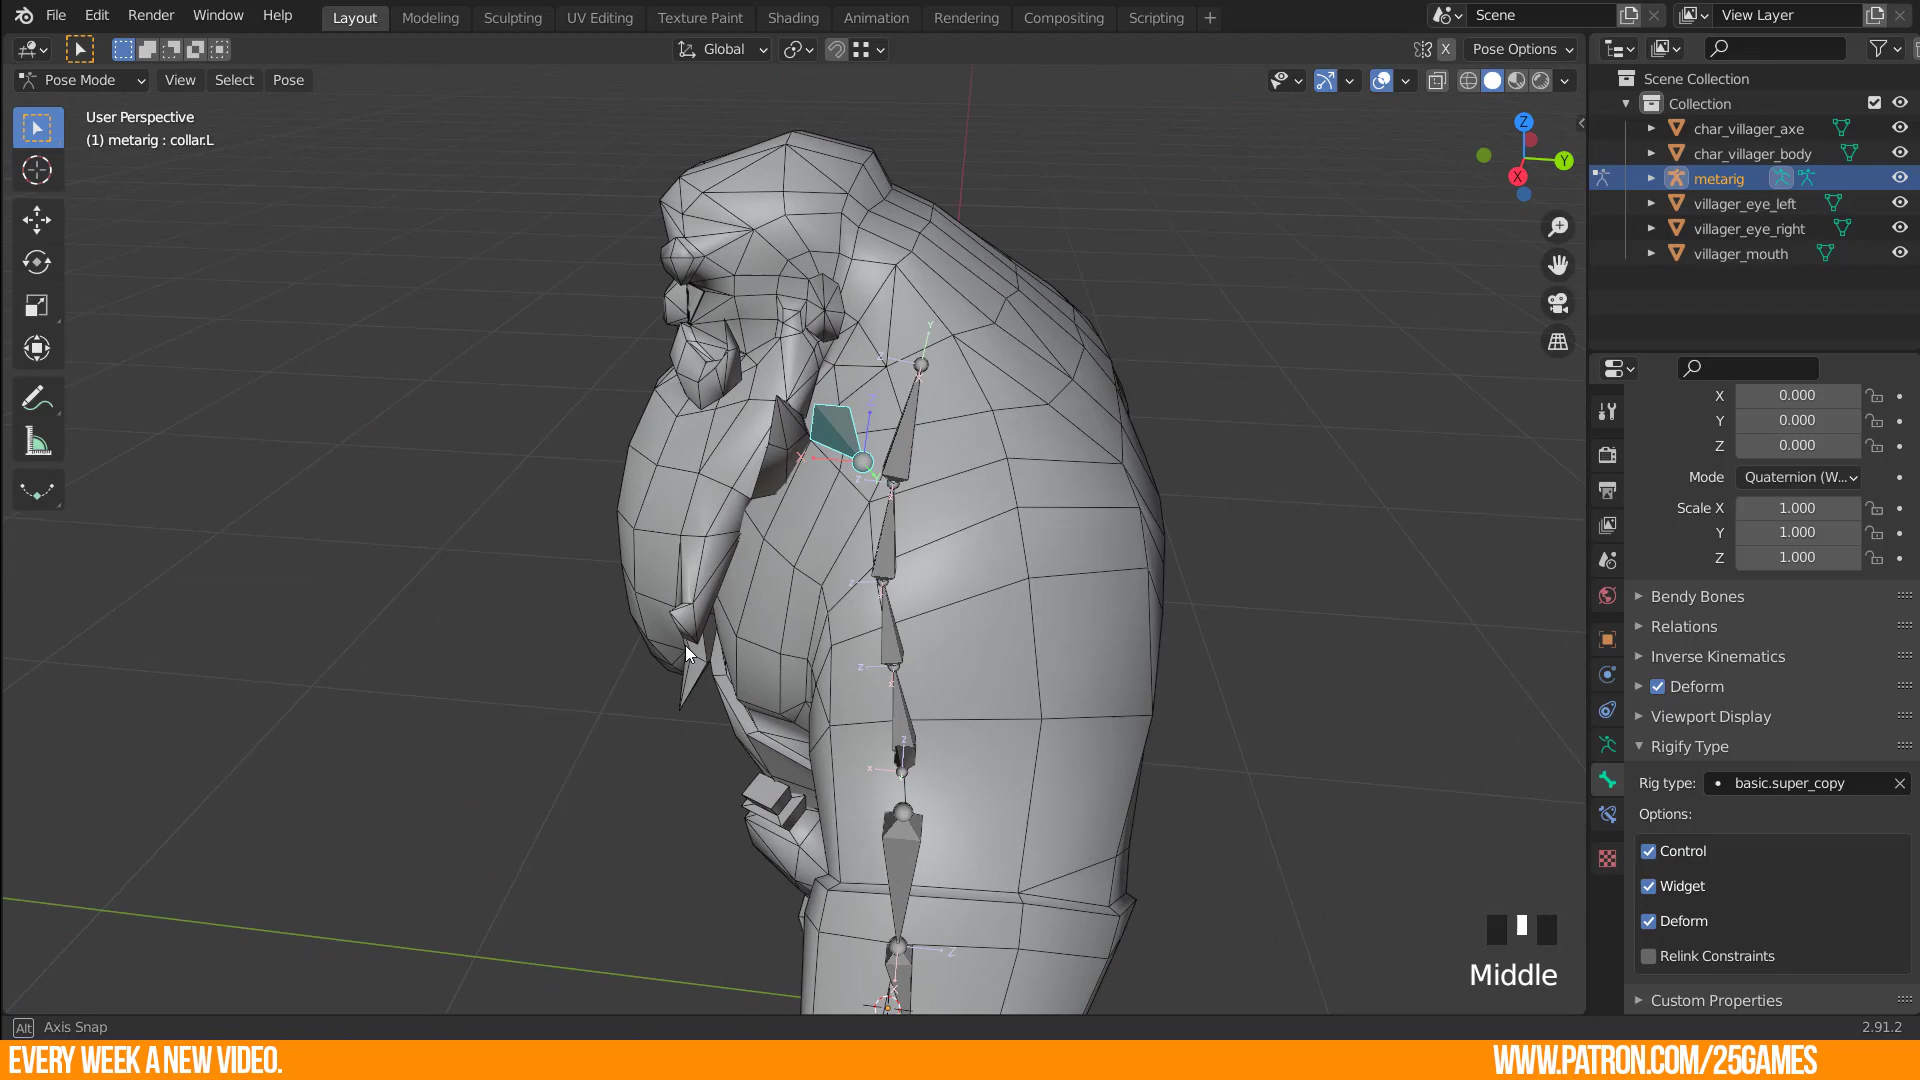 File Edit Render Window Help
Layout Modeling Sculpting UV Editing Texture Paint Shading Animation Rendering Compositing Scripting +
Scene
View Layer
Global
X
Pose Options
Pose Mode View Select Pose
User Perspective
(1) metarig : collar.L
Scene Collection
Collection
char_villager_axe
char_villager_body
metarig
villager_eye_left
villager_eye_right
villager_mouth
Z
Y
X
X 0.000
Y 0.000
Z 0.000
Mode Quaternion (W...
Scale X 1.000
Y 1.000
Z 1.000
Bendy Bones
Relations
Inverse Kinematics
Deform
Viewport Display
Rigify Type
Rig type: basic.super_copy
Options:
Control
Widget
Deform
Relink Constraints
Custom Properties
Middle
Alt Axis Snap
2.91.2
EVERY WEEK A NEW VIDEO.
WWW.PATRON.COM/25GAMES